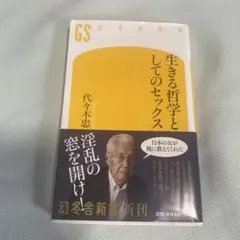 GS
生きる哲学と
してのセックス
代々木忠
淫乱の
窓を開け
日本の女が
俺に教えてくれた
幻冬舎新書 新刊